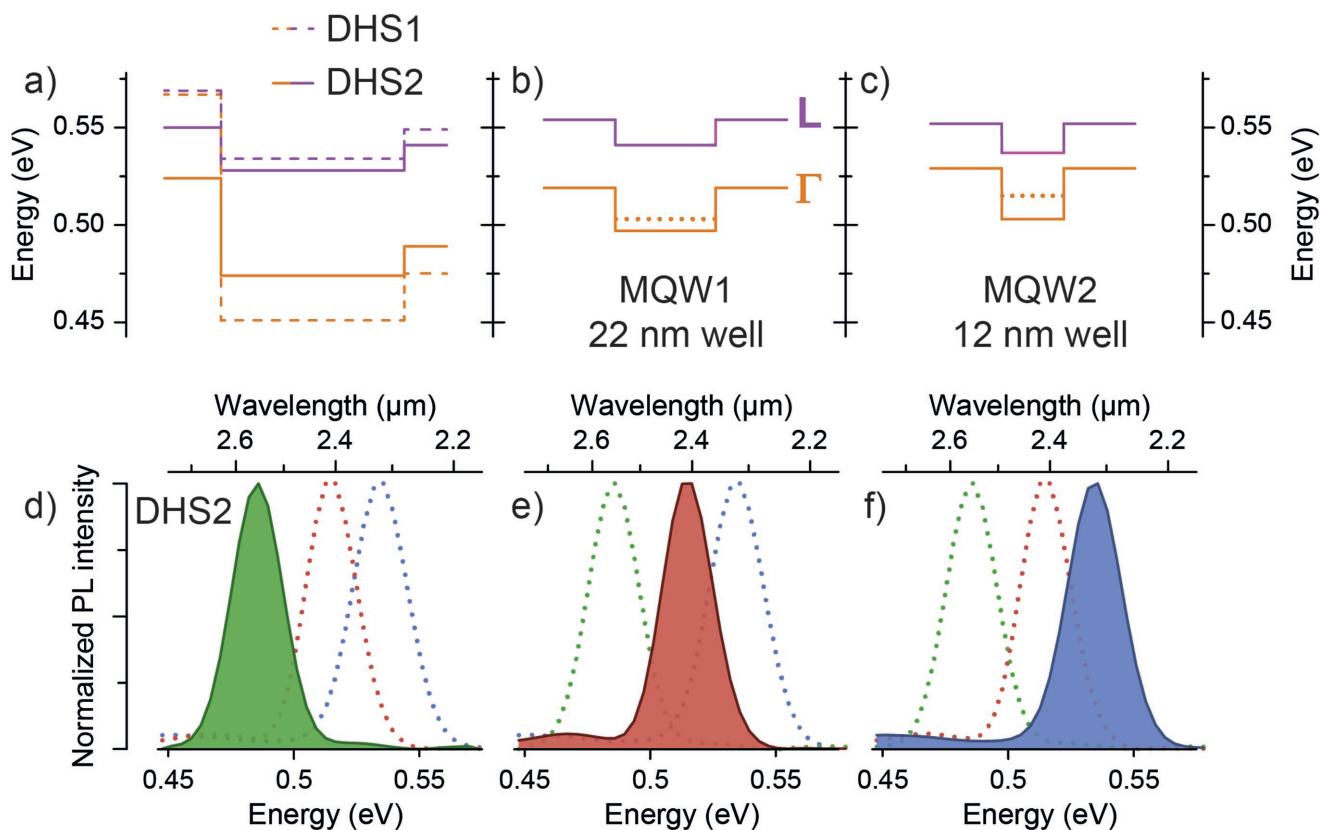 DHS1
DHS2
a)
b)
c)
Energy (eV)
0.55
0.50
0.45
L
Γ
MQW1
22 nm well
MQW2
12 nm well
0.55
0.50
0.45
Energy (eV)
Wavelength (µm)
2.6 2.4 2.2
Wavelength (µm)
2.6 2.4 2.2
Wavelength (µm)
2.6 2.4 2.2
Normalized PL intensity
d)
DHS2
e)
f)
0.45 0.5 0.55
Energy (eV)
0.45 0.5 0.55
Energy (eV)
0.45 0.5 0.55
Energy (eV)